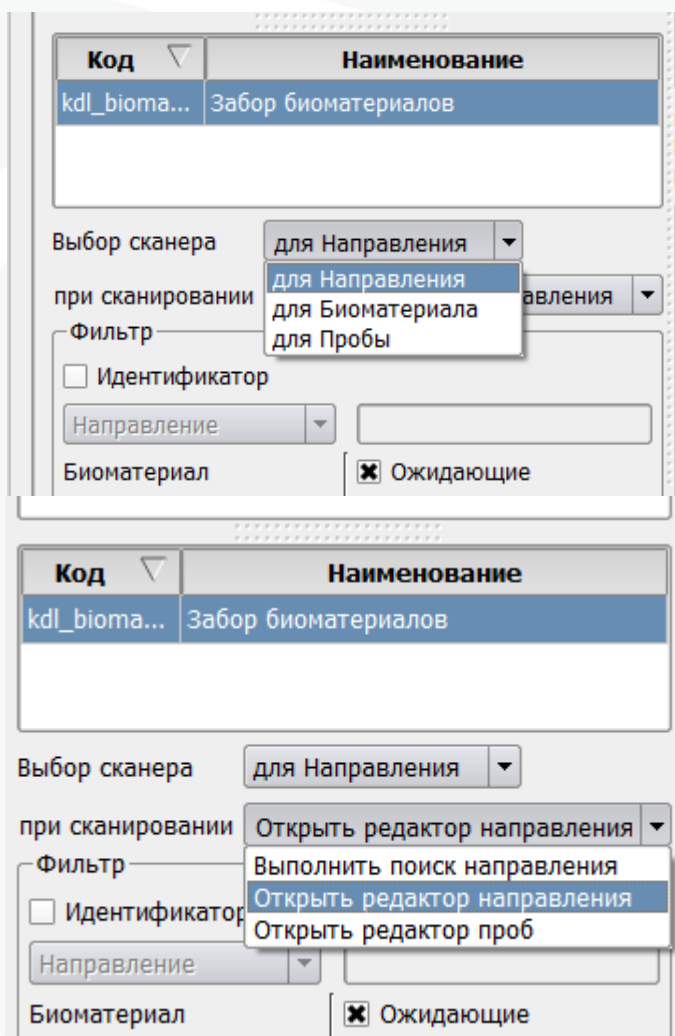 Код Наименование
kdl_bioma... Забор биоматериалов
Выбор сканера для Направления
для Направления
при сканировании авления
для Биоматериала
Фильтр
для Пробы
Идентификатор
Направление
Биоматериал Ожидающие
Код Наименование
kdl_bioma... Забор биоматериалов
Выбор сканера для Направления
при сканировании Открыть редактор направления
Фильтр Выполнить поиск направления
Идентификатор Открыть редактор направления
Открыть редактор проб
Направление
Биоматериал Ожидающие